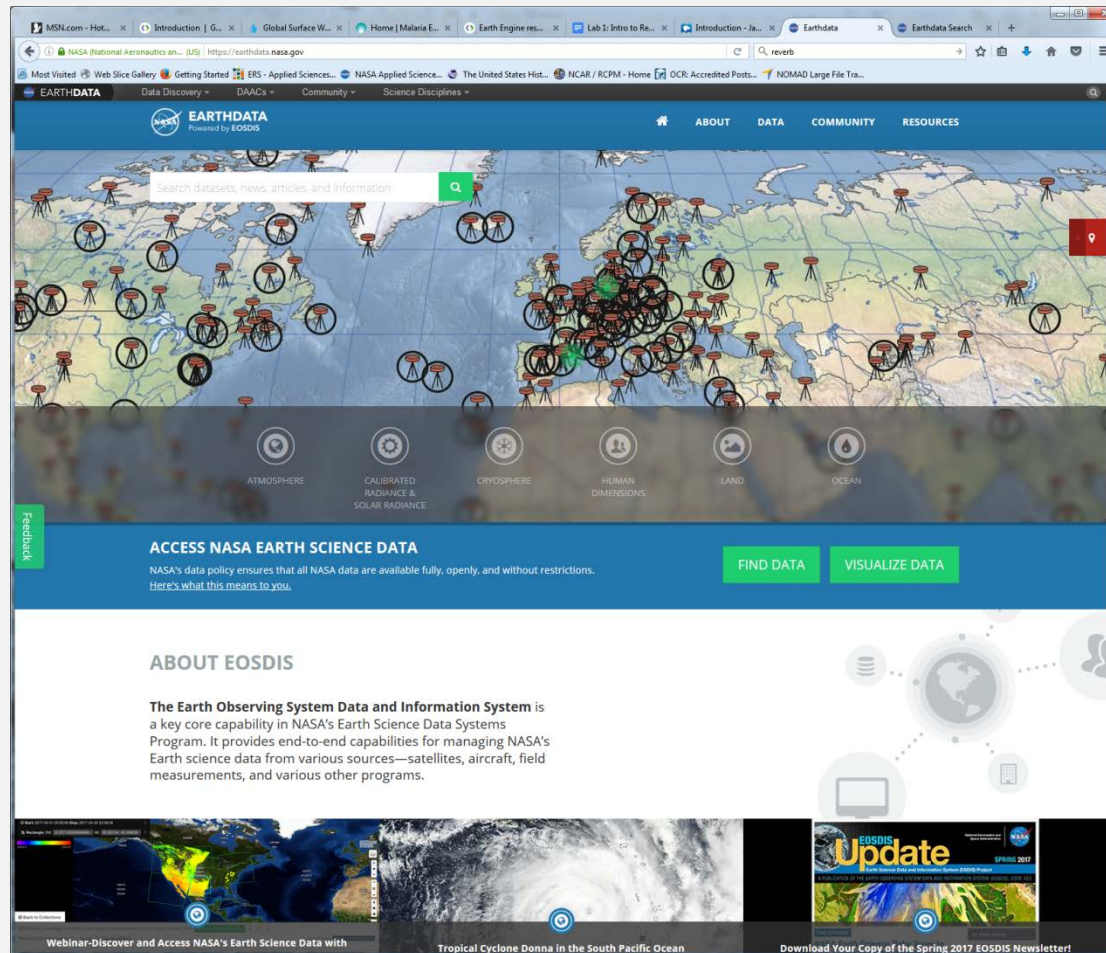 MSN.com - Hot...
Introduction | G...
Global Surface W...
Home | Malaria E...
Earth Engine res...
Lab 1: Intro to Re...
Introduction - Ja...
Earthdata
Earthdata Search
NASA (National Aeronautics an... (US)
https://earthdata.nasa.gov
reverb
Most Visited
Web Slice Gallery
Getting Started
ERS - Applied Sciences...
NASA Applied Science...
The United States Hist...
NCAR / RCPM - Home
OCR: Accredited Posts...
NOMAD Large File Tra...
EARTHDATA
Data Discovery
DAACs
Community
Science Disciplines
NASA
EARTHDATA
Powered by EOSDIS
ABOUT
DATA
COMMUNITY
RESOURCES
Search datasets, news, articles, and information
ATMOSPHERE
CALIBRATED
RADIANCE &
SOLAR RADIANCE
CRYOSPHERE
HUMAN
DIMENSIONS
LAND
OCEAN
Feedback
ACCESS NASA EARTH SCIENCE DATA
NASA's data policy ensures that all NASA data are available fully, openly, and without restrictions.
Here's what this means to you.
FIND DATA
VISUALIZE DATA
ABOUT EOSDIS
The Earth Observing System Data and Information System is
a key core capability in NASA's Earth Science Data Systems
Program. It provides end-to-end capabilities for managing NASA's
Earth science data from various sources—satellites, aircraft, field
measurements, and various other programs.
Back to Collections
Webinar-Discover and Access NASA's Earth Science Data with
Tropical Cyclone Donna in the South Pacific Ocean
EOSDIS
Update
NASA
SPRING 2017
Download Your Copy of the Spring 2017 EOSDIS Newsletter!